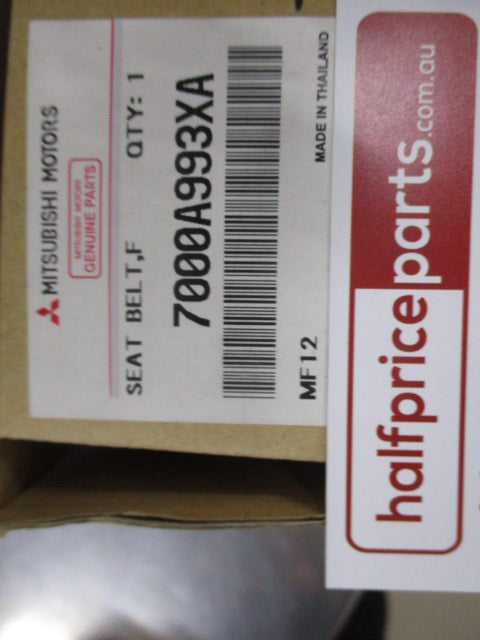 MITSUBISHI MOTORS
MITSUBISHI MOTORS
GENUINE PARTS
SEAT BELT,F QTY: 1
7000A993XA
MF12 MADE IN THAILAND
halfpriceparts.com.au